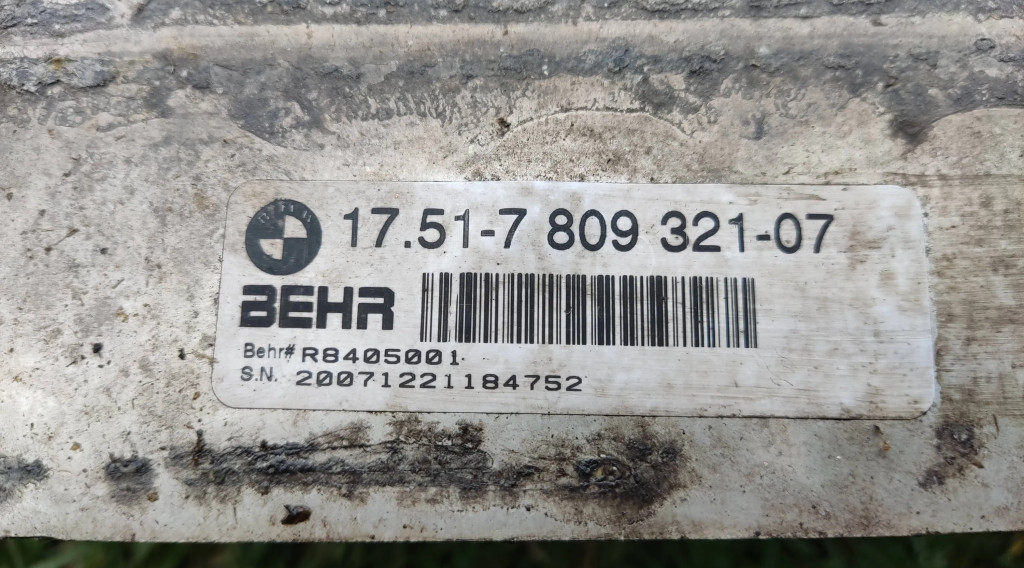 17.51-7 809 321-07
BEHR
Behr# R8405001
S.N. 20071221184752